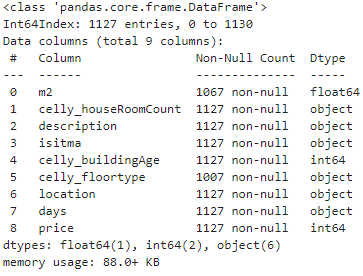 <class 'pandas.core.frame.DataFrame'>
Int64Index: 1127 entries, 0 to 1130
Data columns (total 9 columns):
 #   Column                Non-Null Count  Dtype
---  ------                --------------  -----
 0   m2                    1067 non-null   float64
 1   celly_houseRoomCount  1127 non-null   object
 2   description           1127 non-null   object
 3   isitma                1127 non-null   object
 4   celly_buildingAge     1127 non-null   int64
 5   celly_floortype       1007 non-null   object
 6   location              1127 non-null   object
 7   days                  1127 non-null   object
 8   price                 1127 non-null   int64
dtypes: float64(1), int64(2), object(6)
memory usage: 88.0+ KB